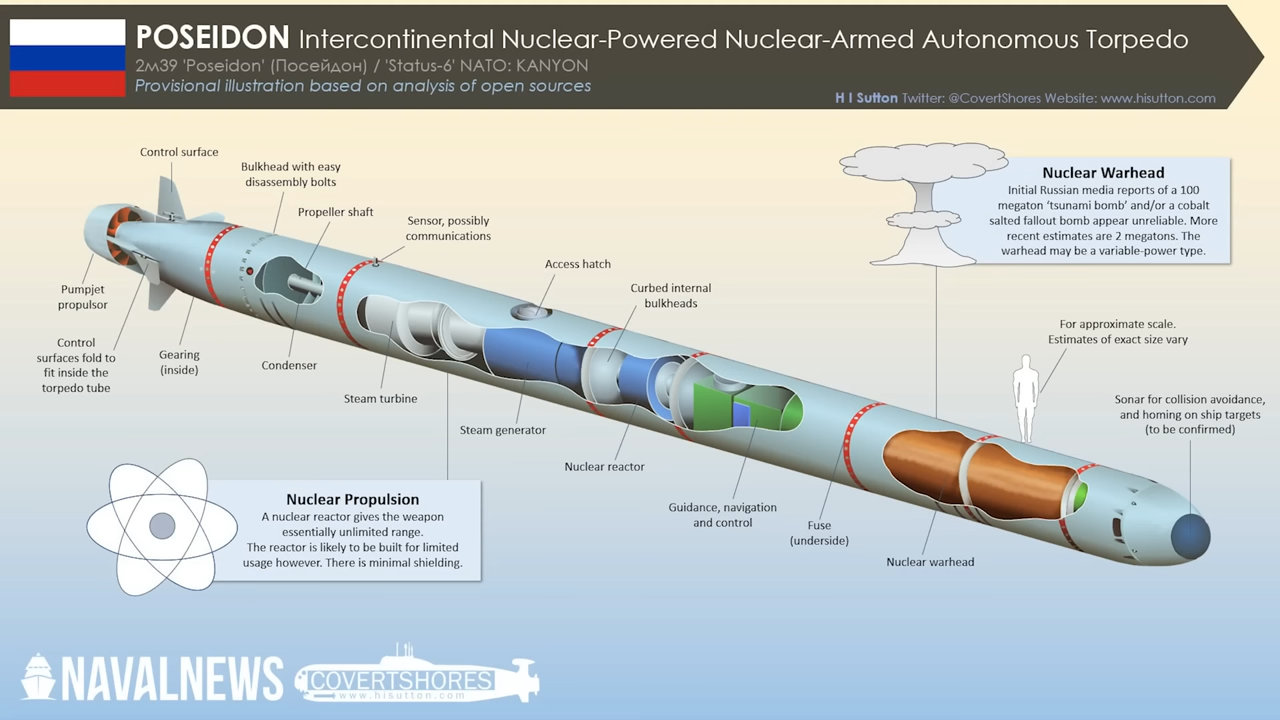 POSEIDON Intercontinental Nuclear-Powered Nuclear-Armed Autonomous Torpedo
2м39 'Poseidon' (Посейдон) / 'Status-6' NATO: KANYON
Provisional illustration based on analysis of open sources
H I Sutton Twitter: @CovertShores Website: www.hisutton.com
Control surface
Bulkhead with easy
disassembly bolts
Propeller shaft
Sensor, possibly
communications
Access hatch
Curbed internal
bulkheads
Nuclear Warhead
Initial Russian media reports of a 100
megaton ‘tsunami bomb’ and/or a cobalt
salted fallout bomb appear unreliable. More
recent estimates are 2 megatons. The
warhead may be a variable-power type.
For approximate scale.
Estimates of exact size vary
Sonar for collision avoidance,
and homing on ship targets
(to be confirmed)
Pumpjet
propulsor
Control
surfaces fold to
fit inside the
torpedo tube
Gearing
(inside)
Condenser
Steam turbine
Steam generator
Nuclear reactor
Guidance, navigation
and control
Fuse
(underside)
Nuclear warhead
Nuclear Propulsion
A nuclear reactor gives the weapon
essentially unlimited range.
The reactor is likely to be built for limited
usage however. There is minimal shielding.
NAVALNEWS
COVERTSHORES
www.hisutton.com